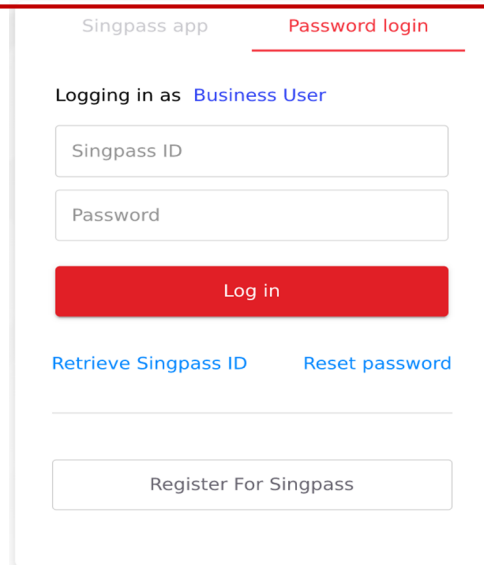 Singpass app Password login
Logging in as Business User
Singpass ID
Password
Log in
Retrieve Singpass ID Reset password
Register For Singpass